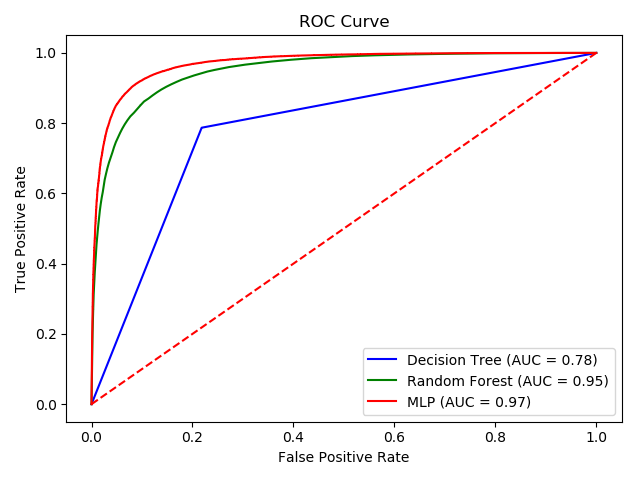 ROC Curve
True Positive Rate
1.0
0.8
0.6
0.4
0.2
0.0
Decision Tree (AUC = 0.78)
Random Forest (AUC = 0.95)
MLP (AUC = 0.97)
0.0 0.2 0.4 0.6 0.8 1.0
False Positive Rate